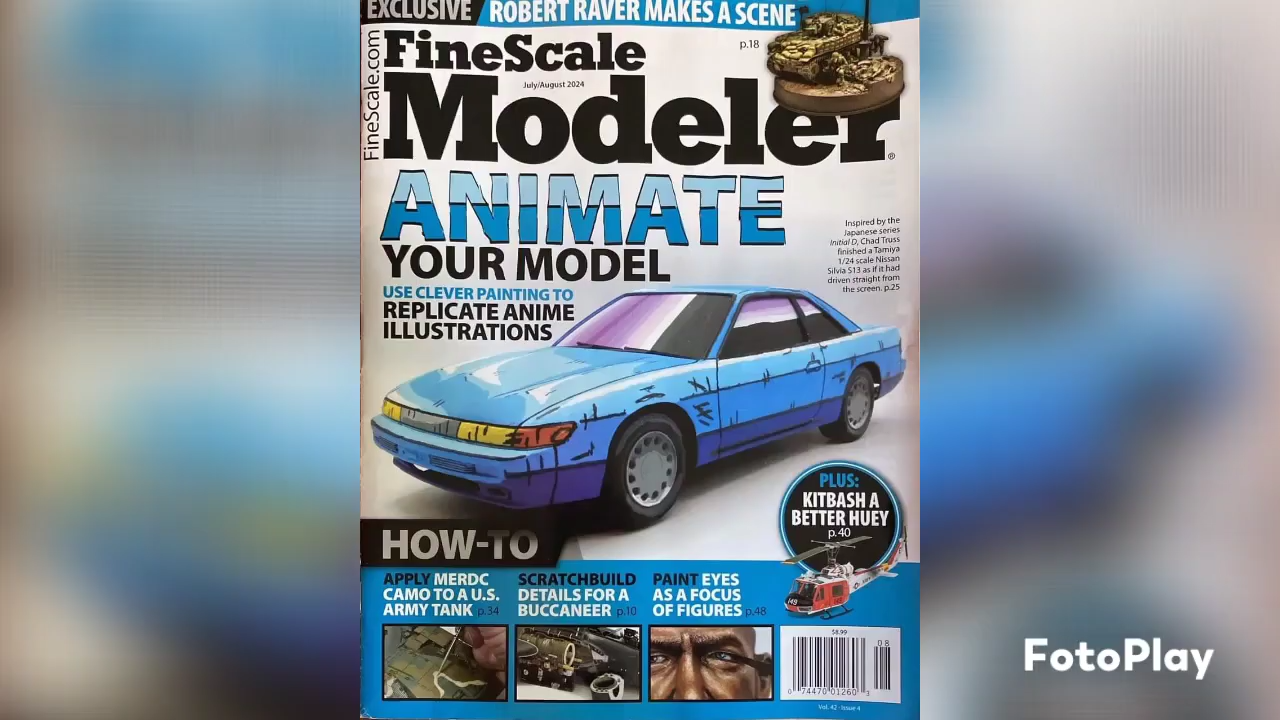 EXCLUSIVE ROBERT RAVER MAKES A SCENE
p.18
FineScale.com
FineScale
July/August 2024
Modeler®
ANIMATE
YOUR MODEL
USE CLEVER PAINTING TO
REPLICATE ANIME
ILLUSTRATIONS
Inspired by the
Japanese series
Initial D, Chad Truss
finished a Tamiya
1/24 scale Nissan
Silvia S13 as if it had
driven straight from
the screen. p.25
PLUS:
KITBASH A
BETTER HUEY
p.40
HOW-TO
APPLY MERDC
CAMO TO A U.S.
ARMY TANK p.34
SCRATCHBUILD
DETAILS FOR A
BUCCANEER p.10
PAINT EYES
AS A FOCUS
OF FIGURES p.48
$8.99
08
0 74470 01260 3
Vol. 42 · Issue 4
FotoPlay